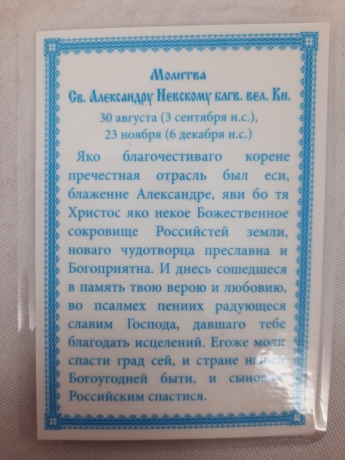 Молитва
Св. Александру Невскому блгв. вел. Кн.
30 августа (3 сентября н.с.),
23 ноября (6 декабря н.с.)
Яко благочестиваго корене
пречестная отрасль был еси,
блаженне Александре, яви бо тя
Христос яко некое Божественное
сокровище Российстей земли,
новаго чудотворца преславна и
Богоприятна. И днесь сошедшеся
в память твою верою и любовию,
во псалмех пениих радующеся
славим Господа, давшаго тебе
благодать исцелений. Егоже моли
спасти град сей, и стране
Богоугодней быти, и
Российским спастися.